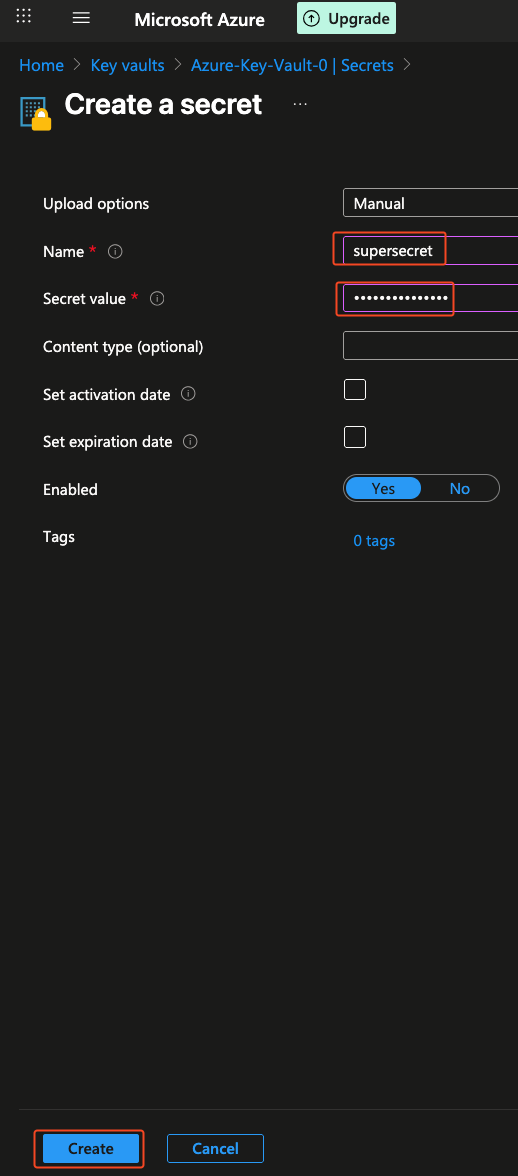 Microsoft Azure Upgrade
Home > Key vaults > Azure-Key-Vault-0 | Secrets >
Create a secret ...
Upload options Manual
Name * supersecret
Secret value * •••••••••••••••
Content type (optional)
Set activation date
Set expiration date
Enabled Yes No
Tags 0 tags
Create Cancel